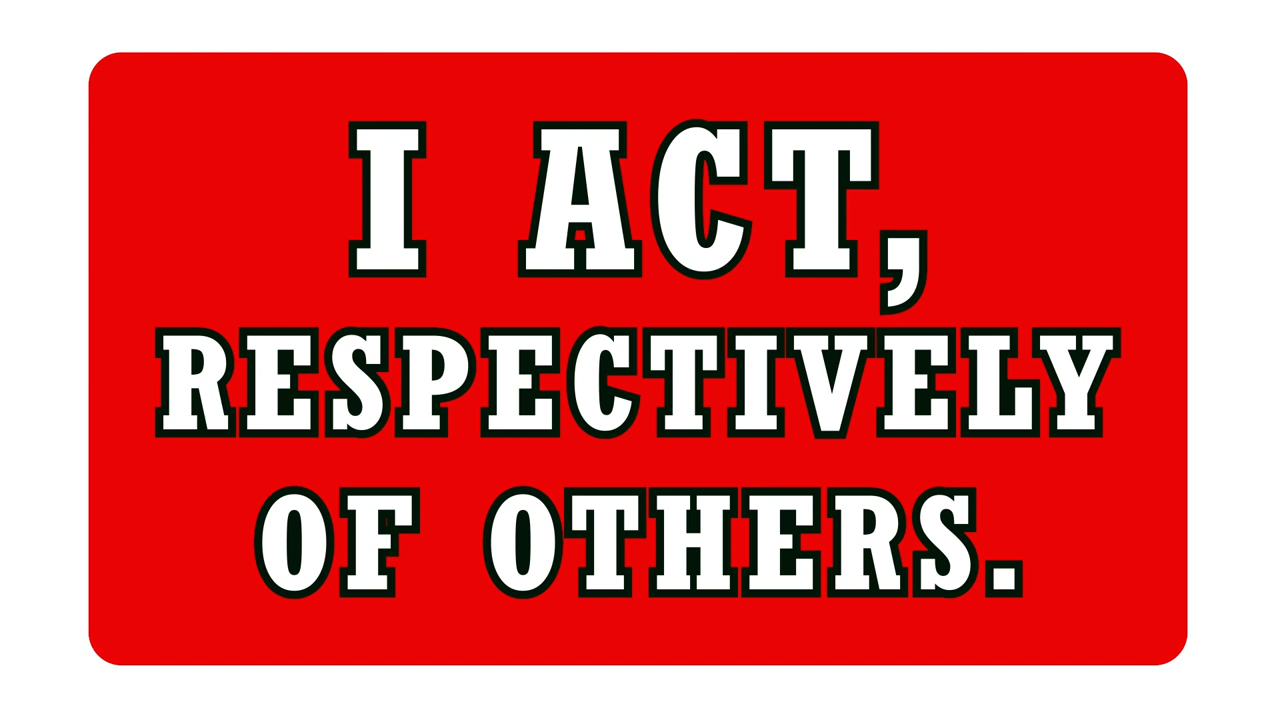 I ACT,
RESPECTIVELY
OF OTHERS.